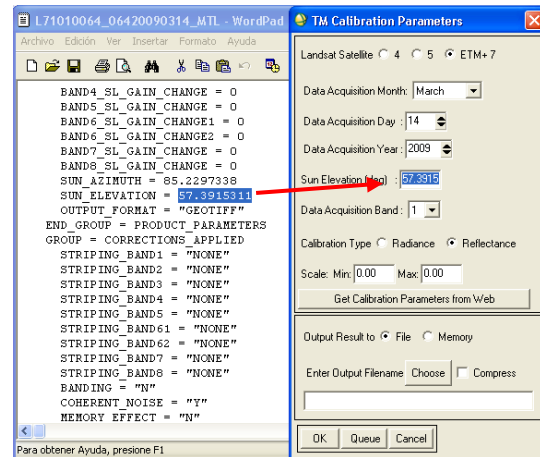 L71010064_06420090314_MTL - WordPad
Archivo Edición Ver Insertar Formato Ayuda
BAND4_SL_GAIN_CHANGE = 0
BAND5_SL_GAIN_CHANGE = 0
BAND6_SL_GAIN_CHANGE1 = 0
BAND6_SL_GAIN_CHANGE2 = 0
BAND7_SL_GAIN_CHANGE = 0
BAND8_SL_GAIN_CHANGE = 0
SUN_AZIMUTH = 85.2297338
SUN_ELEVATION = 57.3915311
OUTPUT_FORMAT = "GEOTIFF"
END_GROUP = PRODUCT_PARAMETERS
GROUP = CORRECTIONS_APPLIED
STRIPING_BAND1 = "NONE"
STRIPING_BAND2 = "NONE"
STRIPING_BAND3 = "NONE"
STRIPING_BAND4 = "NONE"
STRIPING_BAND5 = "NONE"
STRIPING_BAND61 = "NONE"
STRIPING_BAND62 = "NONE"
STRIPING_BAND7 = "NONE"
STRIPING_BAND8 = "NONE"
BANDING = "N"
COHERENT_NOISE = "Y"
MEMORY_EFFECT = "N"
Para obtener Ayuda, presione F1
TM Calibration Parameters
Landsat Satellite 4 5 ETM+ 7
Data Acquisition Month: March
Data Acquisition Day : 14
Data Acquisition Year : 2009
Sun Elevation (deg) : 57.3915
Data Acquisition Band : 1
Calibration Type Radiance Reflectance
Scale: Min: 0.00 Max: 0.00
Get Calibration Parameters from Web
Output Result to File Memory
Enter Output Filename Choose Compress
OK Queue Cancel